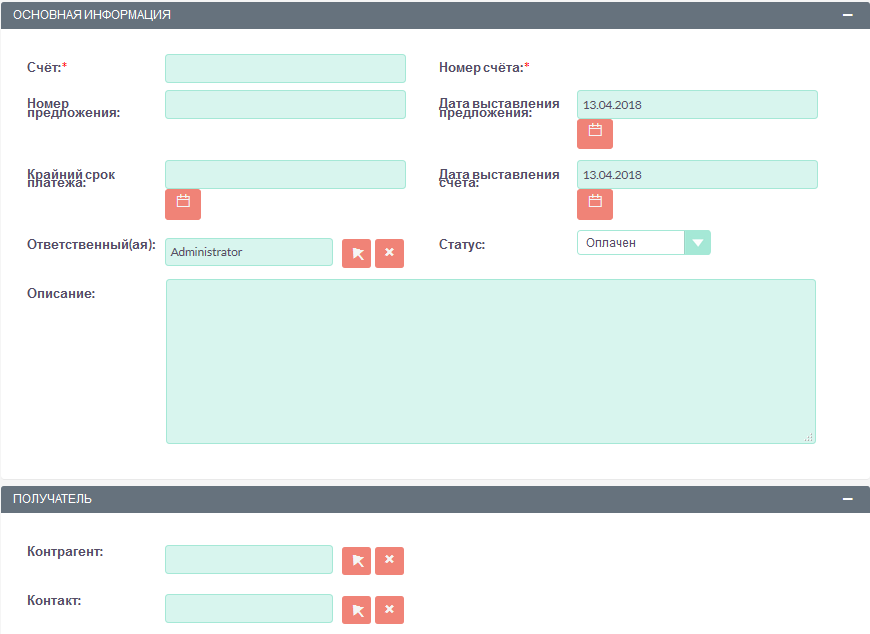 ОСНОВНАЯ ИНФОРМАЦИЯ
Счёт:*
Номер счёта:*
Номер
предложения:
Дата выставления
предложения:
13.04.2018
Крайний срок
платежа:
Дата выставления
счета:
13.04.2018
Ответственный(ая):
Administrator
Статус:
Оплачен
Описание:
ПОЛУЧАТЕЛЬ
Контрагент:
Контакт: